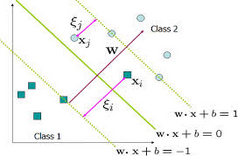 ξj
Class 2
xj
w
xi
ξi
w· x + b = 1
Class 1
w· x + b = 0
w· x + b = −1